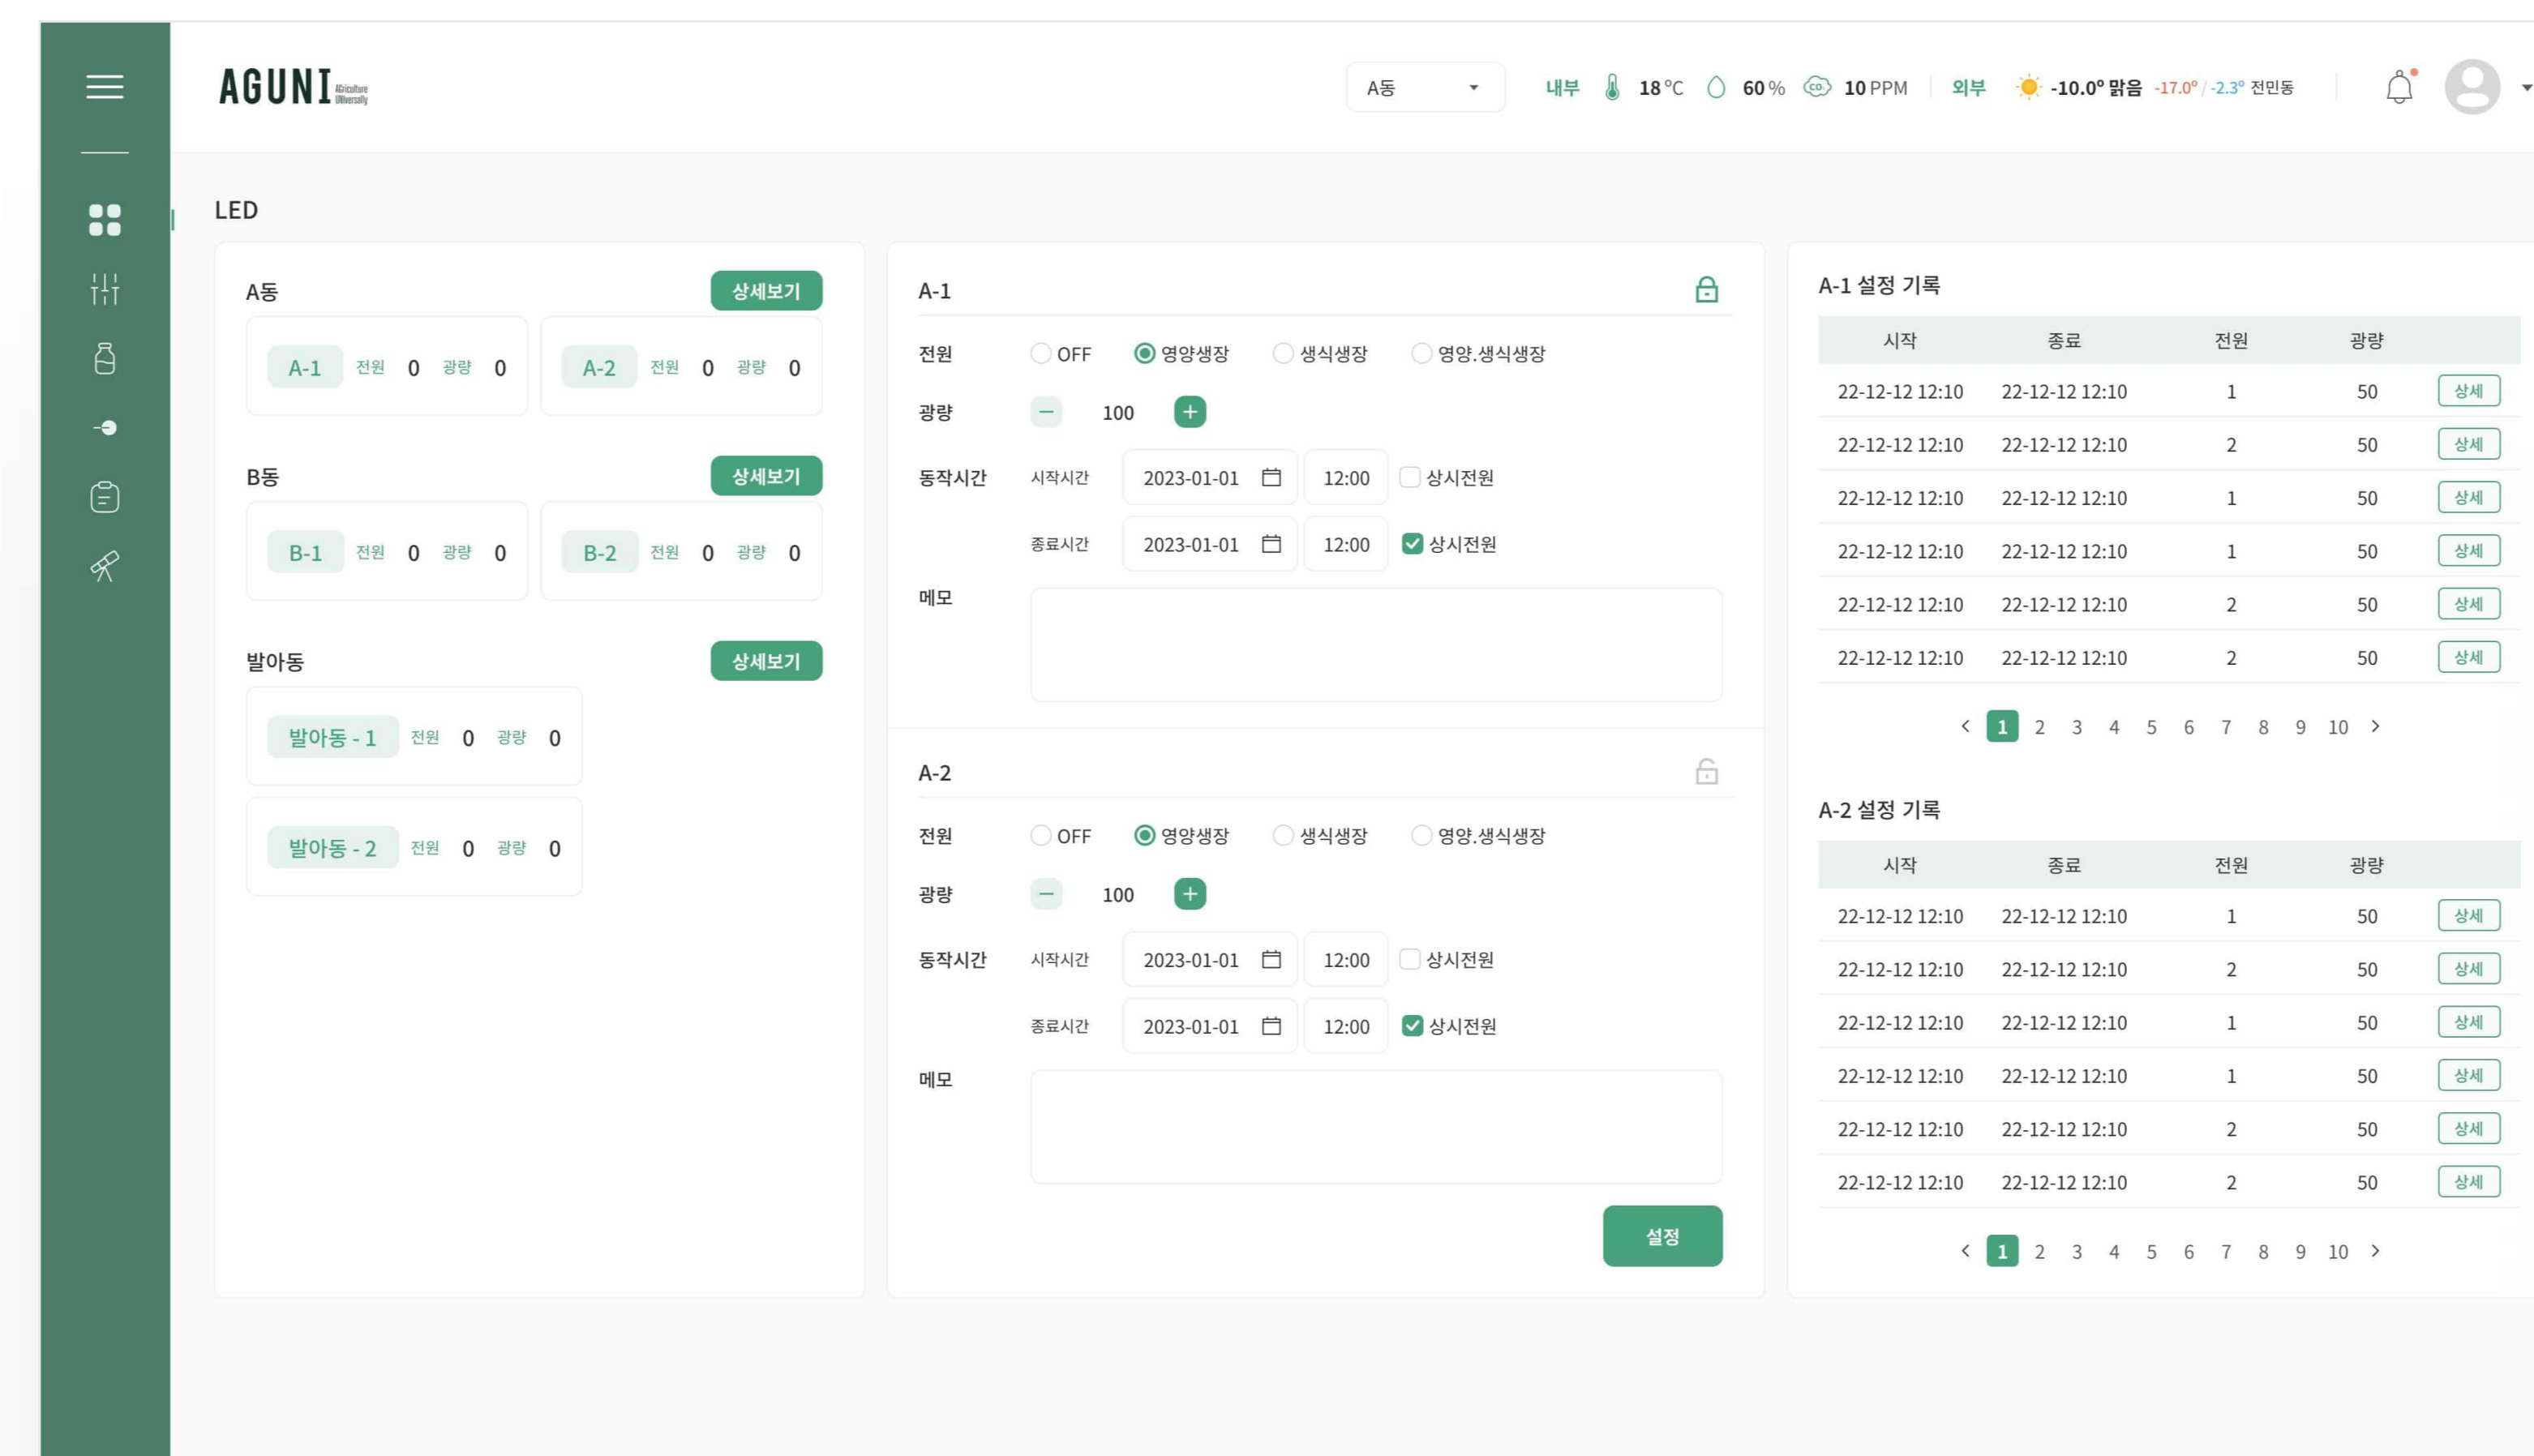 AGUNI AGriculture UNIversally
A동 내부 18 °C 60 % CO₂ 10 PPM 외부 -10.0° 맑음 -17.0° / -2.3° 전민동
LED
A동 상세보기
A-1 전원 0 광량 0 A-2 전원 0 광량 0
B동 상세보기
B-1 전원 0 광량 0 B-2 전원 0 광량 0
발아동 상세보기
발아동 - 1 전원 0 광량 0
발아동 - 2 전원 0 광량 0
A-1
전원 OFF 영양생장 생식생장 영양.생식생장
광량 − 100 +
동작시간 시작시간 2023-01-01 12:00 상시전원
종료시간 2023-01-01 12:00 상시전원
메모
A-2
전원 OFF 영양생장 생식생장 영양.생식생장
광량 − 100 +
동작시간 시작시간 2023-01-01 12:00 상시전원
종료시간 2023-01-01 12:00 상시전원
메모
설정
A-1 설정 기록
시작 종료 전원 광량
22-12-12 12:10 22-12-12 12:10 1 50 상세
22-12-12 12:10 22-12-12 12:10 2 50 상세
22-12-12 12:10 22-12-12 12:10 1 50 상세
22-12-12 12:10 22-12-12 12:10 1 50 상세
22-12-12 12:10 22-12-12 12:10 2 50 상세
22-12-12 12:10 22-12-12 12:10 2 50 상세
< 1 2 3 4 5 6 7 8 9 10 >
A-2 설정 기록
시작 종료 전원 광량
22-12-12 12:10 22-12-12 12:10 1 50 상세
22-12-12 12:10 22-12-12 12:10 2 50 상세
22-12-12 12:10 22-12-12 12:10 1 50 상세
22-12-12 12:10 22-12-12 12:10 1 50 상세
22-12-12 12:10 22-12-12 12:10 2 50 상세
22-12-12 12:10 22-12-12 12:10 2 50 상세
< 1 2 3 4 5 6 7 8 9 10 >